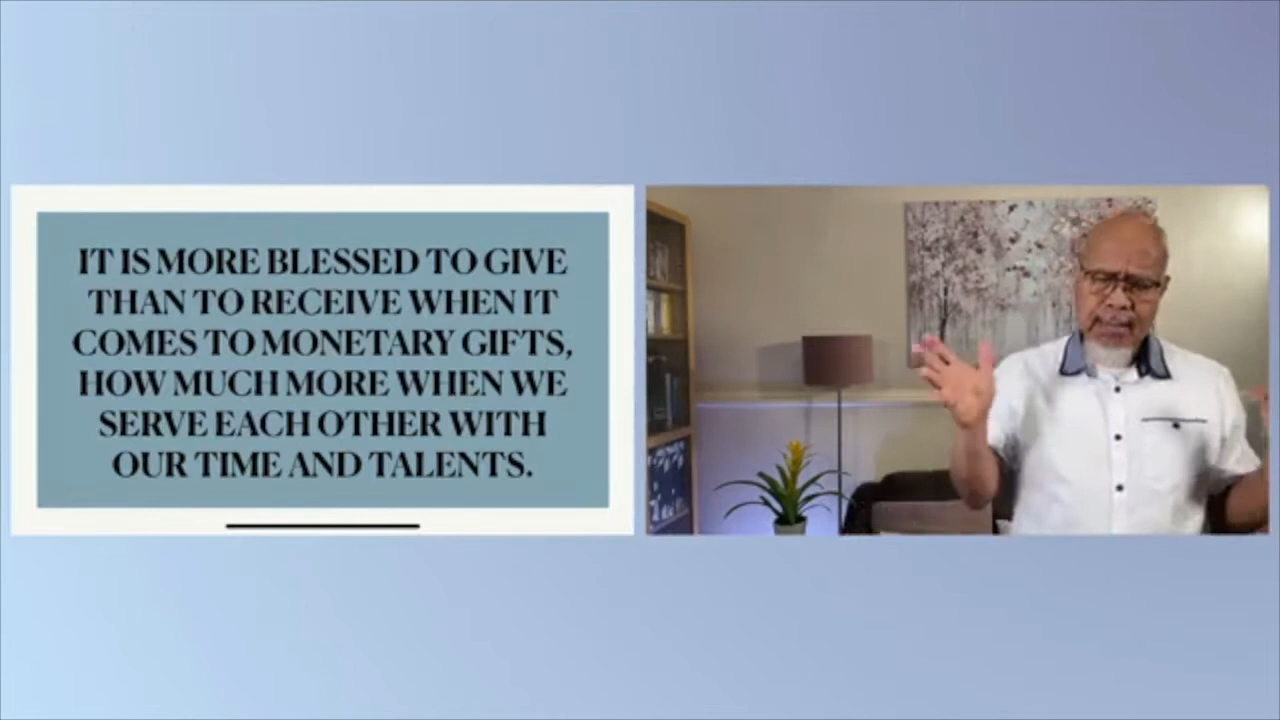 IT IS MORE BLESSED TO GIVE
THAN TO RECEIVE WHEN IT
COMES TO MONETARY GIFTS,
HOW MUCH MORE WHEN WE
SERVE EACH OTHER WITH
OUR TIME AND TALENTS.